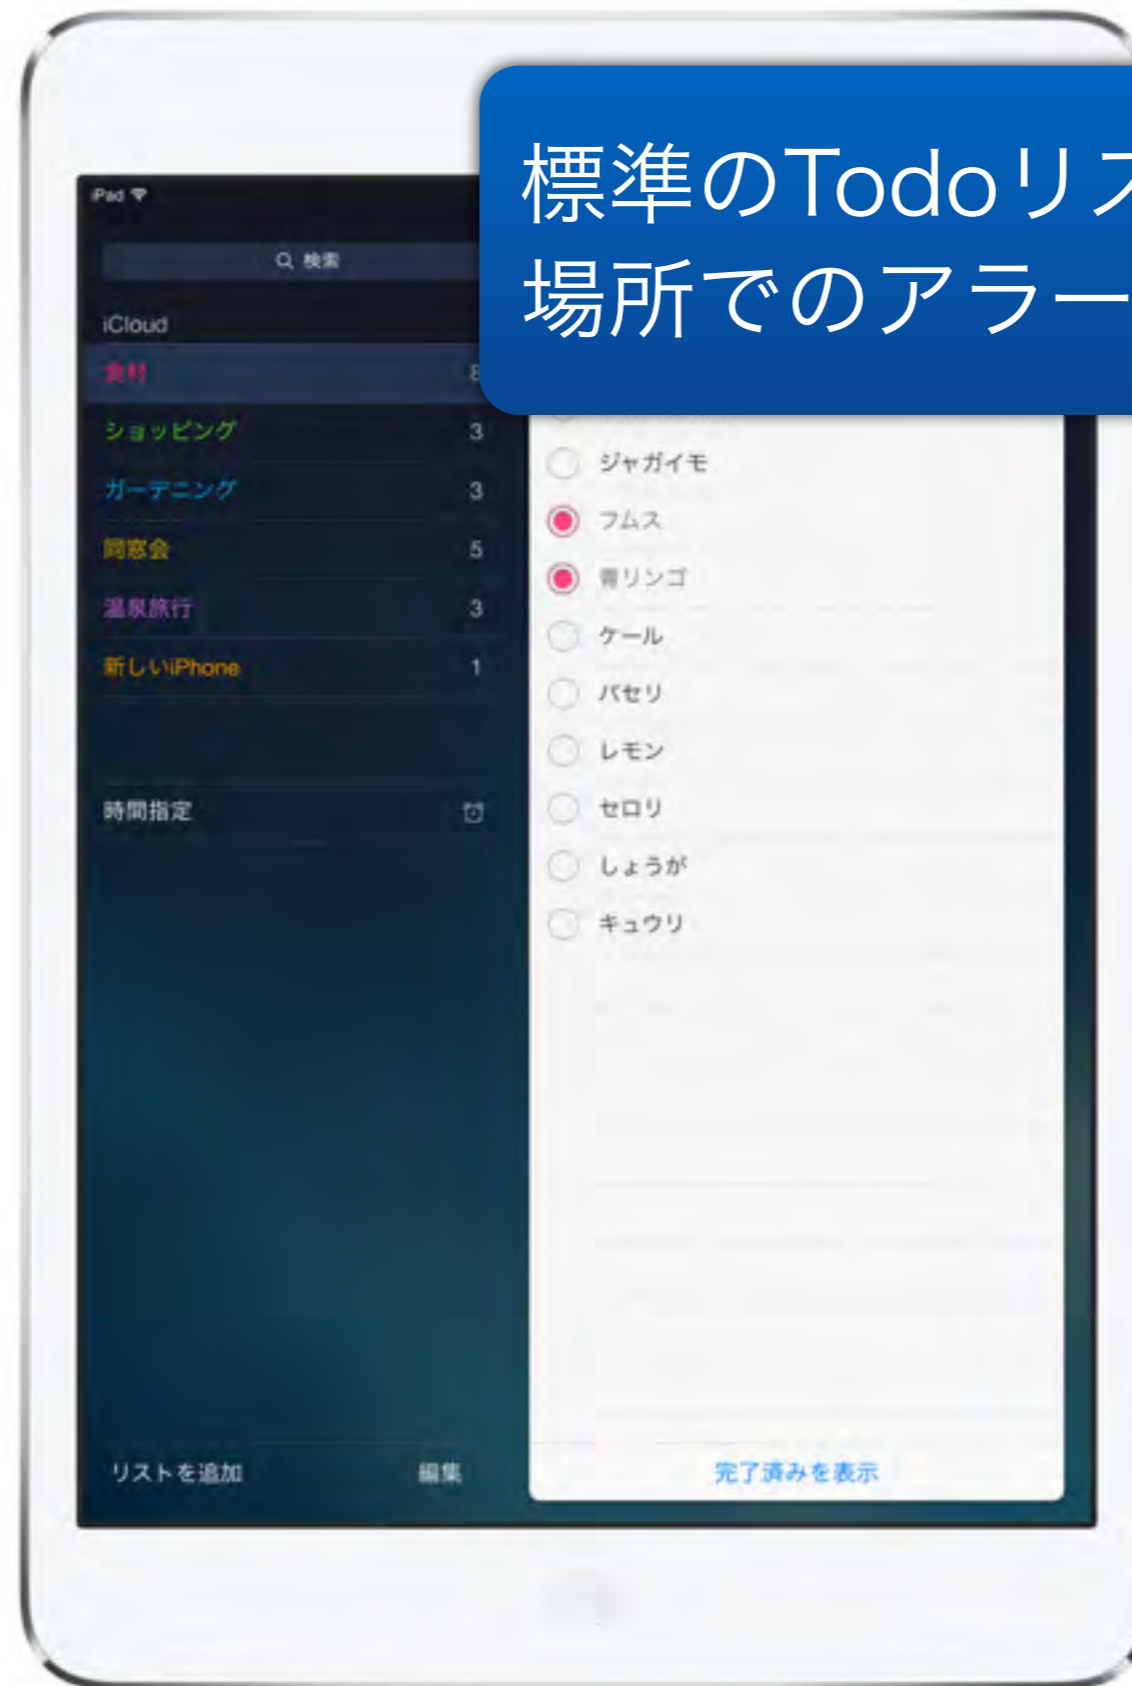 標準のTodoリス
場所でのアラー
iPad
検索
iCloud
食材 8
ショッピング 3
ガーデニング 3
同窓会 5
温泉旅行 3
新しいiPhone 1
時間指定
リストを追加 編集
ジャガイモ
フムス
青リンゴ
ケール
パセリ
レモン
セロリ
しょうが
キュウリ
完了済みを表示